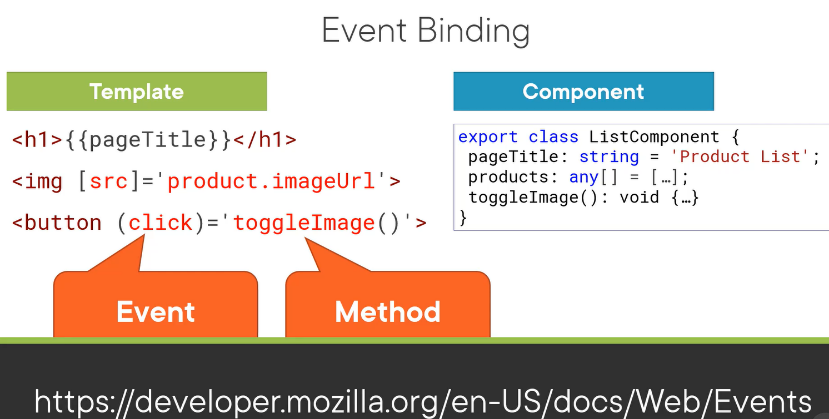 Event Binding
Template
<h1>{{pageTitle}}</h1>
<img [src]='product.imageUrl'>
<button (click)='toggleImage()'>
Event
Method
Component
export class ListComponent {
pageTitle: string = 'Product List';
products: any[] = […];
toggleImage(): void {…}
}
https://developer.mozilla.org/en-US/docs/Web/Events